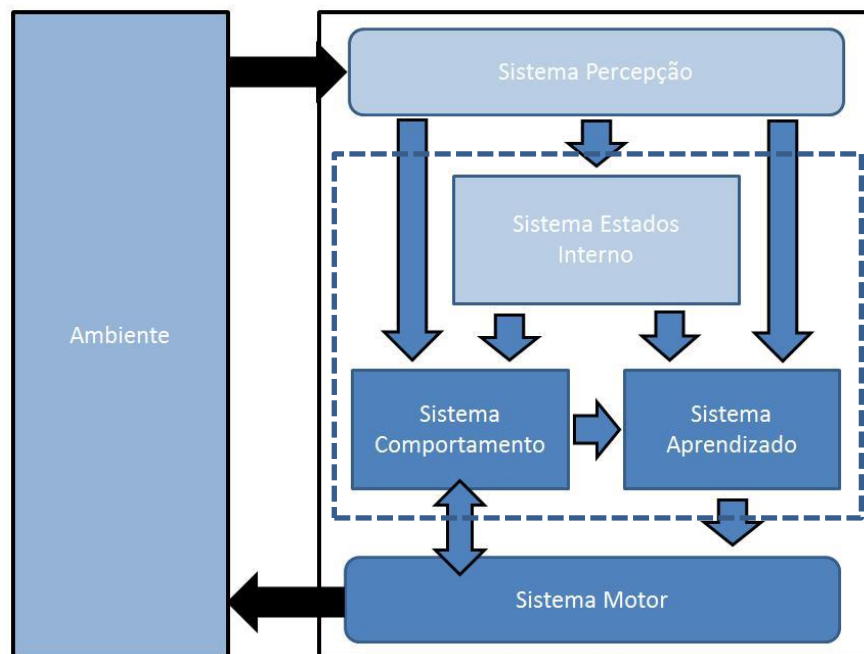 Sistema Percepção
Sistema Estados
Interno
Ambiente
Sistema
Comportamento
Sistema
Aprendizado
Sistema Motor